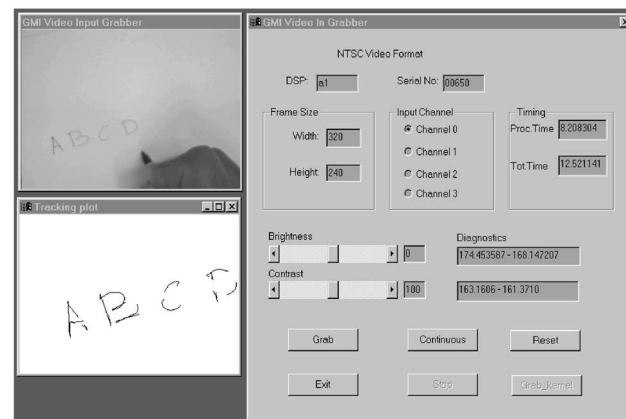 GMI Video Input Grabber
A B C D
Tracking plot
A B C D
GMI Video In Grabber
NTSC Video Format
DSP: a1 Serial No: 00650
Frame Size
Width: 320
Height: 240
Input Channel
Channel 0
Channel 1
Channel 2
Channel 3
Timing
Proc.Time 8.208304
Tot.Time 12.521141
Brightness
0
Contrast
100
Diagnostics
174.453587 - 168.147207
163.1606 - 161.3710
Grab Continuous Reset
Exit Stop Grab_kernel